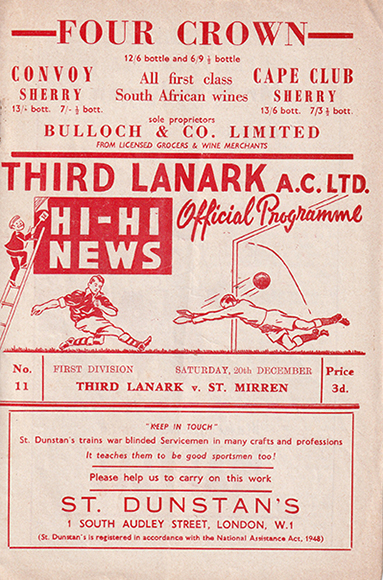 FOUR CROWN
12/6 bottle and 6/9 ½ bottle
CONVOY SHERRY
13/- bott. 7/- ½ bott.
All first class
South African wines
CAPE CLUB SHERRY
13/6 bott. 7/3 ½ bott.
sole proprietors
BULLOCH & CO. LIMITED
FROM LICENSED GROCERS & WINE MERCHANTS
THIRD LANARK A.C. LTD.
HI-HI
NEWS
Official Programme
No. 11
FIRST DIVISION SATURDAY, 20th DECEMBER
THIRD LANARK v. ST. MIRREN
Price 3d.
"KEEP IN TOUCH"
St. Dunstan's trains war blinded Servicemen in many crafts and professions
It teaches them to be good sportsmen too!
Please help us to carry on this work
ST. DUNSTAN'S
1 SOUTH AUDLEY STREET, LONDON, W.1
(St. Dunstan's is registered in accordance with the National Assistance Act, 1948)